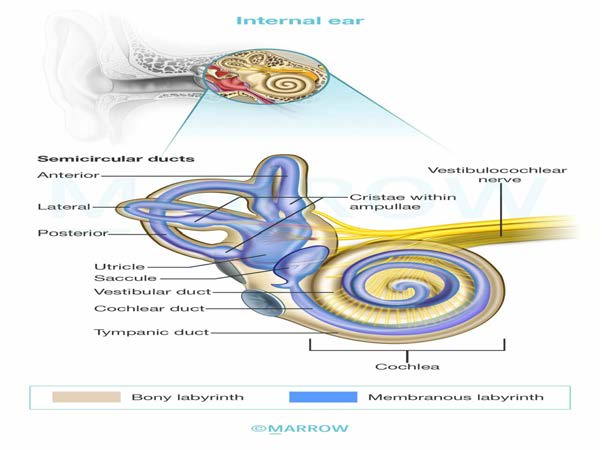 Internal ear
Semicircular ducts
Anterior
Lateral
Posterior
Utricle
Saccule
Vestibular duct
Cochlear duct
Tympanic duct
Cristae within
ampullae
Vestibulocochlear
nerve
Cochlea
Bony labyrinth
Membranous labyrinth
©MARROW
MARROW